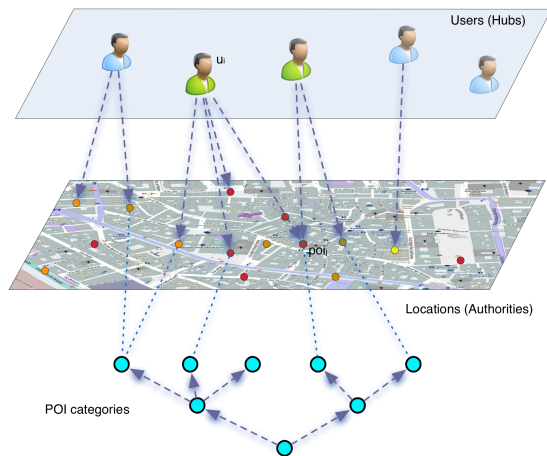 Users (Hubs)
uᵢ
poiⱼ
Locations (Authorities)
POI categories